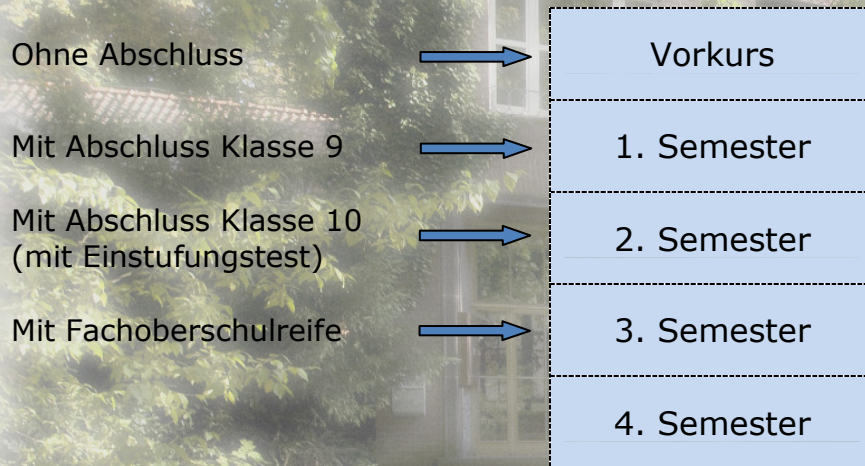 Ohne Abschluss
Vorkurs
Mit Abschluss Klasse 9
1. Semester
Mit Abschluss Klasse 10
(mit Einstufungstest)
2. Semester
Mit Fachoberschulreife
3. Semester
4. Semester